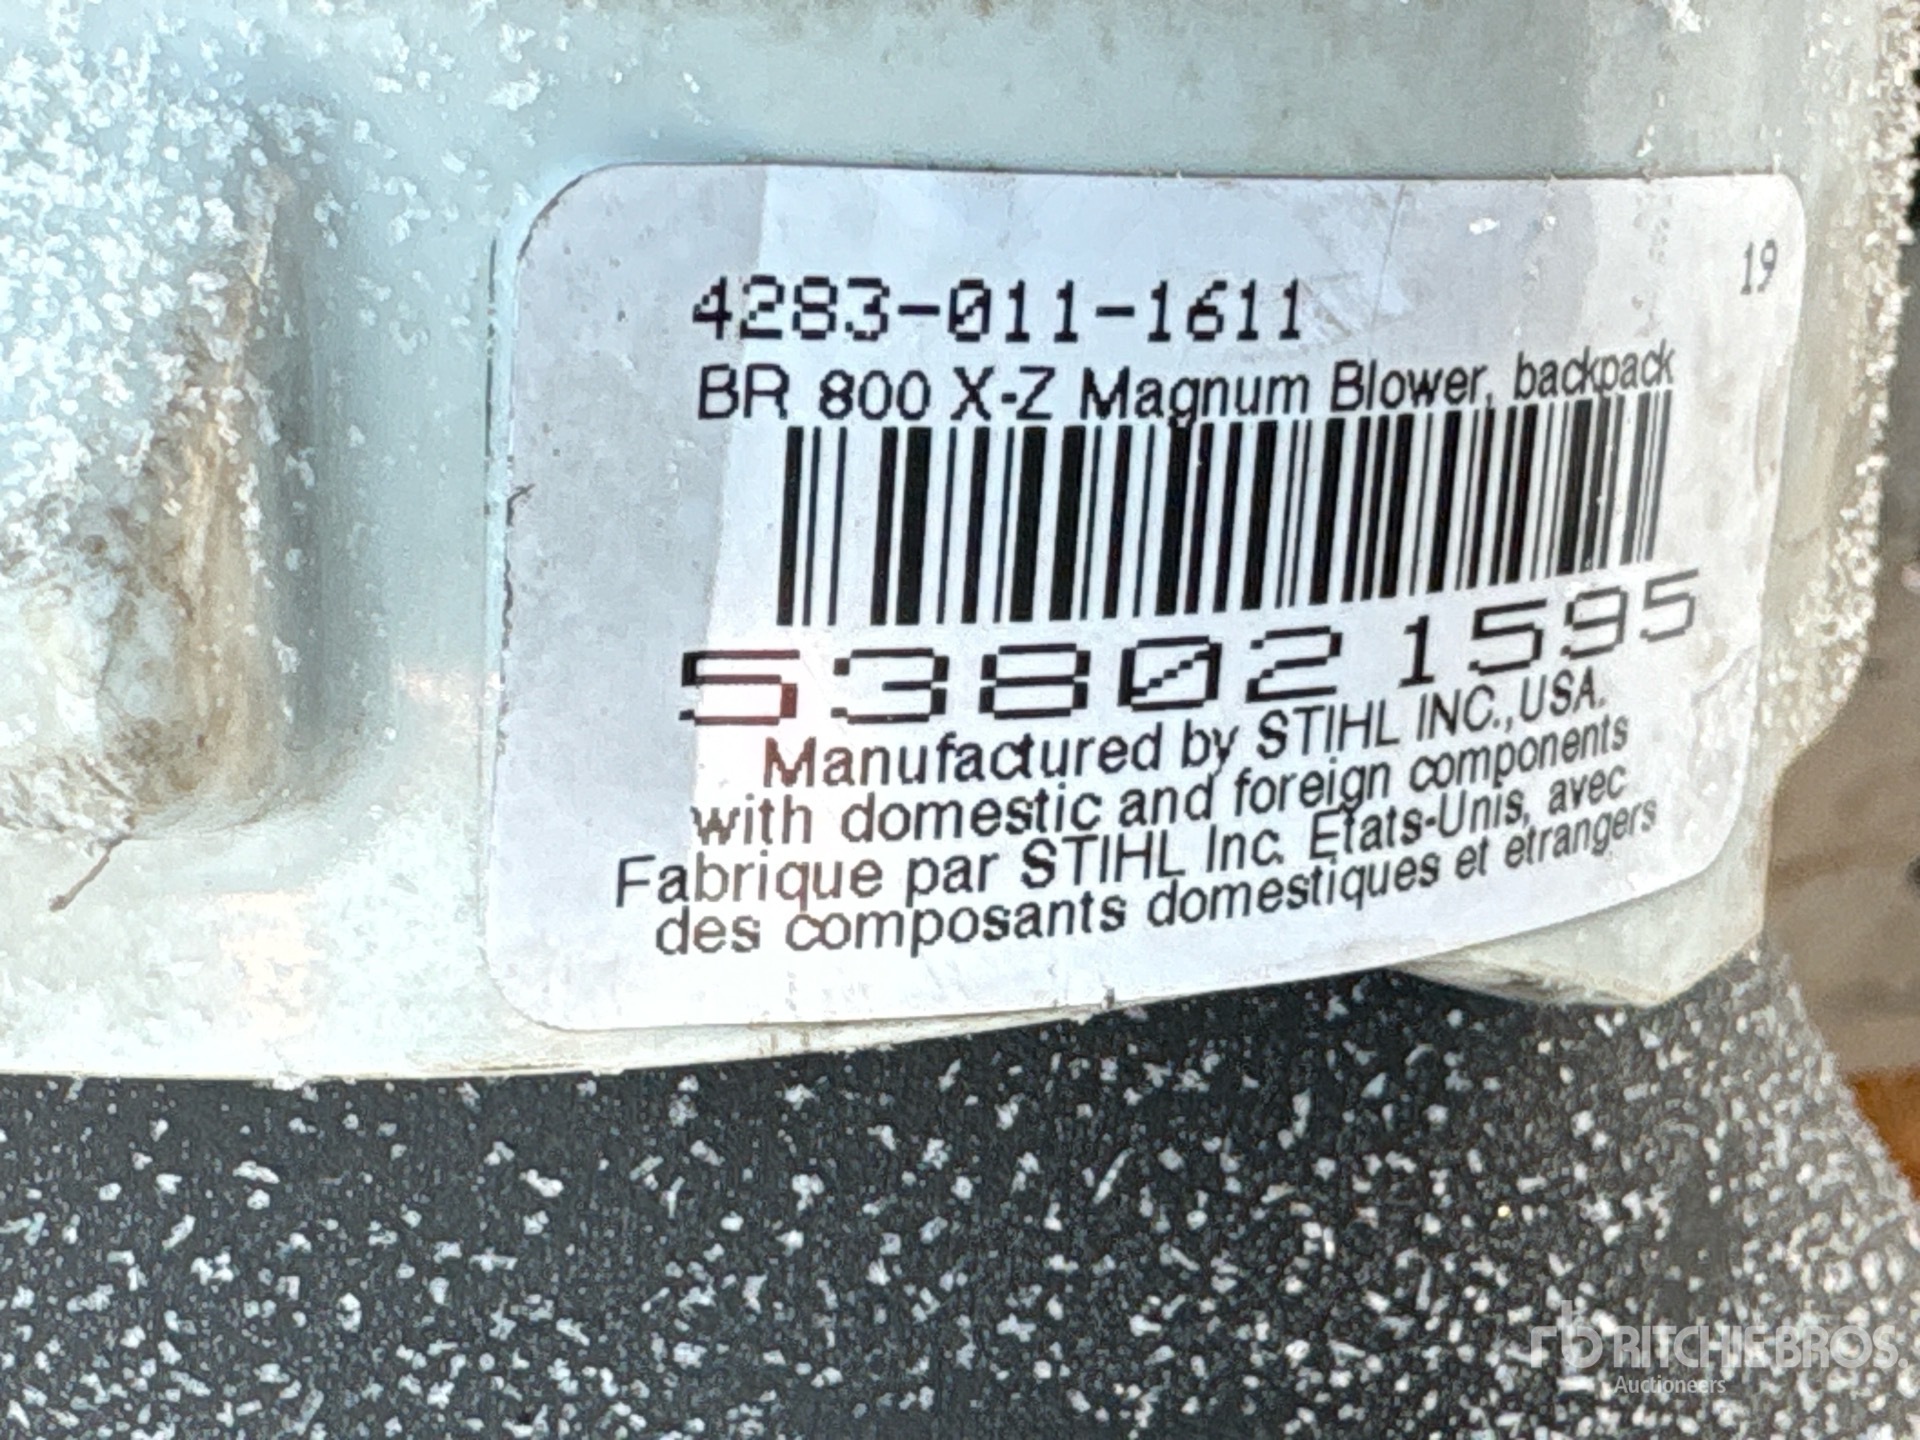 19
4283-011-1611
BR 800 X-Z Magnum Blower, backpack
538021595
Manufactured by STIHL INC., USA.
with domestic and foreign components
Fabrique par STIHL Inc. Etats-Unis, avec
des composants domestiques et etrangers
rb RITCHIE BROS.
Auctioneers